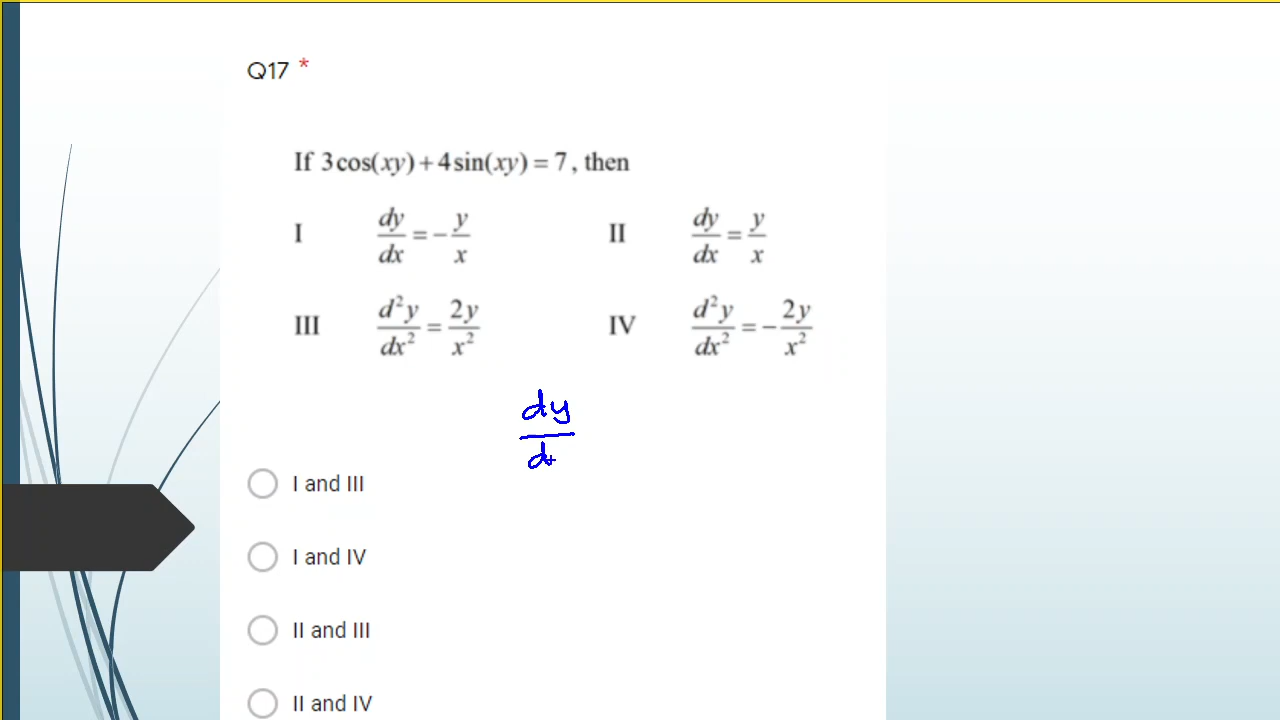 Q17 *
If 3cos(xy)+4sin(xy)=7, then
I dy/dx = -y/x II dy/dx = y/x
III d²y/dx² = 2y/x² IV d²y/dx² = -2y/x²
dy
d
I and III
I and IV
II and III
II and IV